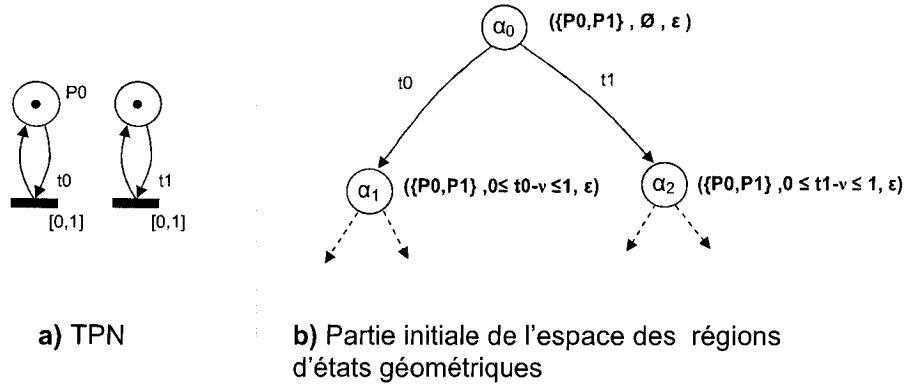 α0 ({P0,P1} , Ø , ε )
P0
t0
t1
t0
t1
[0,1]
[0,1]
α1 ({P0,P1} ,0≤ t0-ν ≤1, ε)
α2 ({P0,P1} ,0 ≤ t1-ν ≤ 1, ε)
a) TPN
b) Partie initiale de l'espace des régions
d'états géométriques